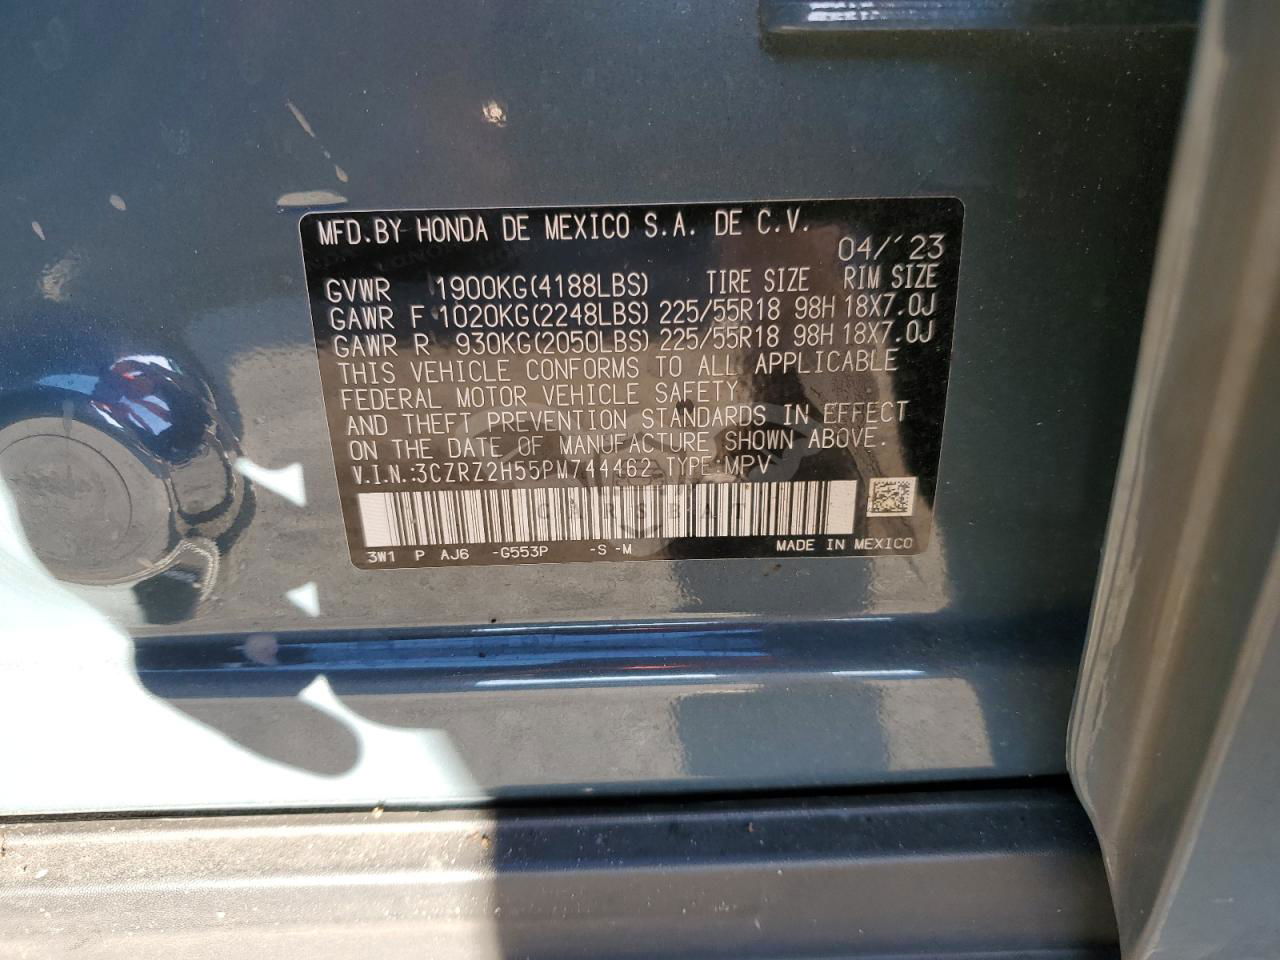 MFD.BY HONDA DE MEXICO S.A. DE C.V.
04/'23
GVWR 1900KG(4188LBS) TIRE SIZE RIM SIZE
GAWR F 1020KG(2248LBS) 225/55R18 98H 18X7.0J
GAWR R 930KG(2050LBS) 225/55R18 98H 18X7.0J
THIS VEHICLE CONFORMS TO ALL APPLICABLE
FEDERAL MOTOR VEHICLE SAFETY
AND THEFT PREVENTION STANDARDS IN EFFECT
ON THE DATE OF MANUFACTURE SHOWN ABOVE.
V.I.N.:3CZRZ2H55PM744462 TYPE:MPV
3W1 P AJ6 -G553P -S -M MADE IN MEXICO